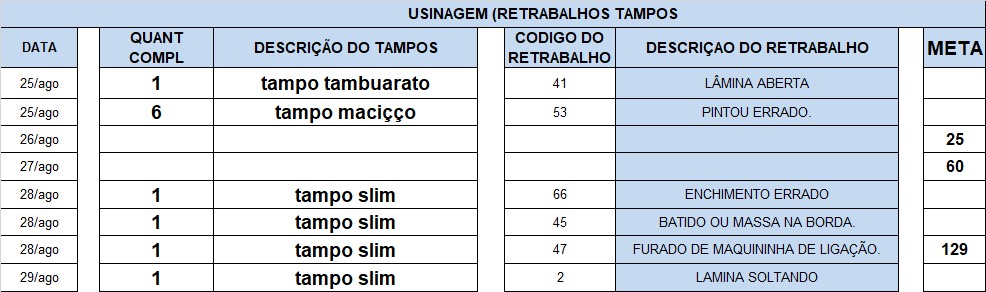 USINAGEM (RETRABALHOS TAMPOS
DATA QUANT COMPL DESCRIÇÃO DO TAMPOS CODIGO DO RETRABALHO DESCRIÇAO DO RETRABALHO META
25/ago 1 tampo tambuarato 41 LÂMINA ABERTA
25/ago 6 tampo maciçço 53 PINTOU ERRADO.
26/ago 25
27/ago 60
28/ago 1 tampo slim 66 ENCHIMENTO ERRADO
28/ago 1 tampo slim 45 BATIDO OU MASSA NA BORDA.
28/ago 1 tampo slim 47 FURADO DE MAQUININHA DE LIGAÇÃO. 129
29/ago 1 tampo slim 2 LAMINA SOLTANDO